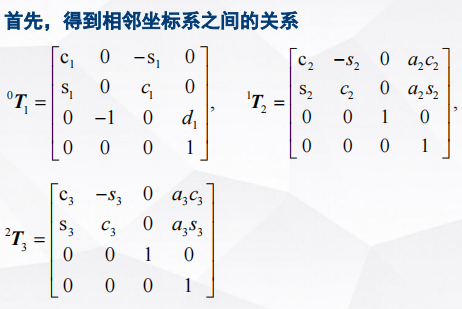 首先，得到相邻坐标系之间的关系
⁰T₁ = [ c₁ 0 -s₁ 0 ; s₁ 0 c₁ 0 ; 0 -1 0 d₁ ; 0 0 0 1 ] , ¹T₂ = [ c₂ -s₂ 0 a₂c₂ ; s₂ c₂ 0 a₂s₂ ; 0 0 1 0 ; 0 0 0 1 ] ,
²T₃ = [ c₃ -s₃ 0 a₃c₃ ; s₃ c₃ 0 a₃s₃ ; 0 0 1 0 ; 0 0 0 1 ]